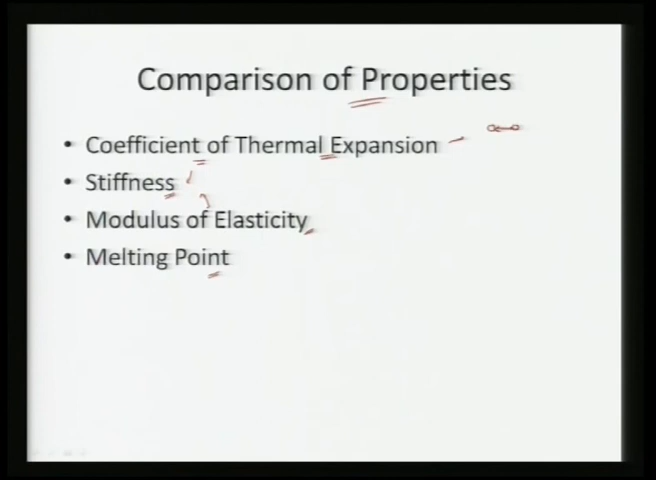 Comparison of Properties
• Coefficient of Thermal Expansion
• Stiffness
• Modulus of Elasticity
• Melting Point